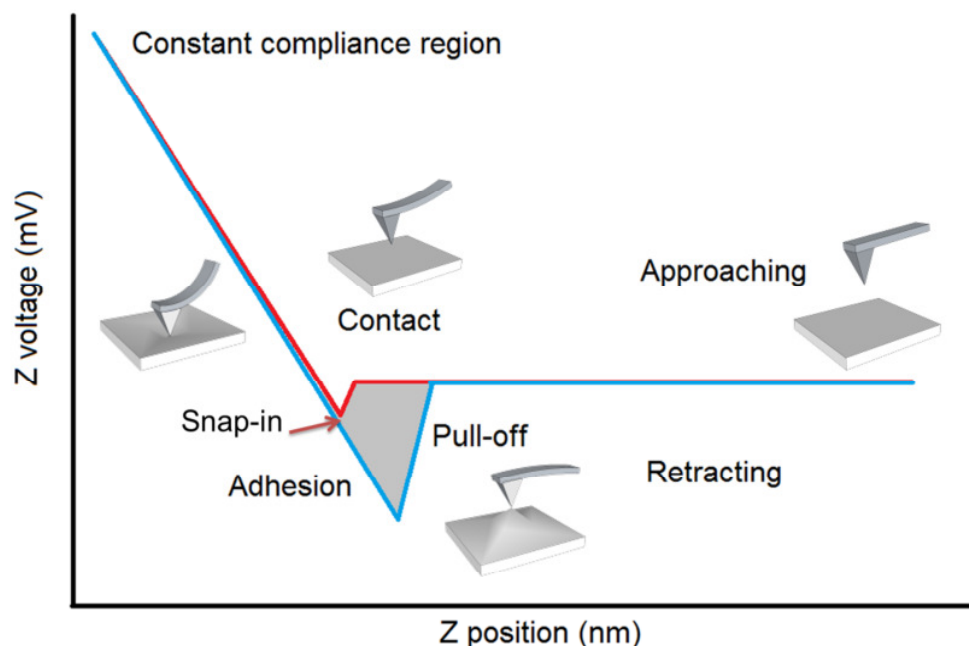 Constant compliance region
Z voltage (mV)
Approaching
Contact
Snap-in
Pull-off
Adhesion
Retracting
Z position (nm)